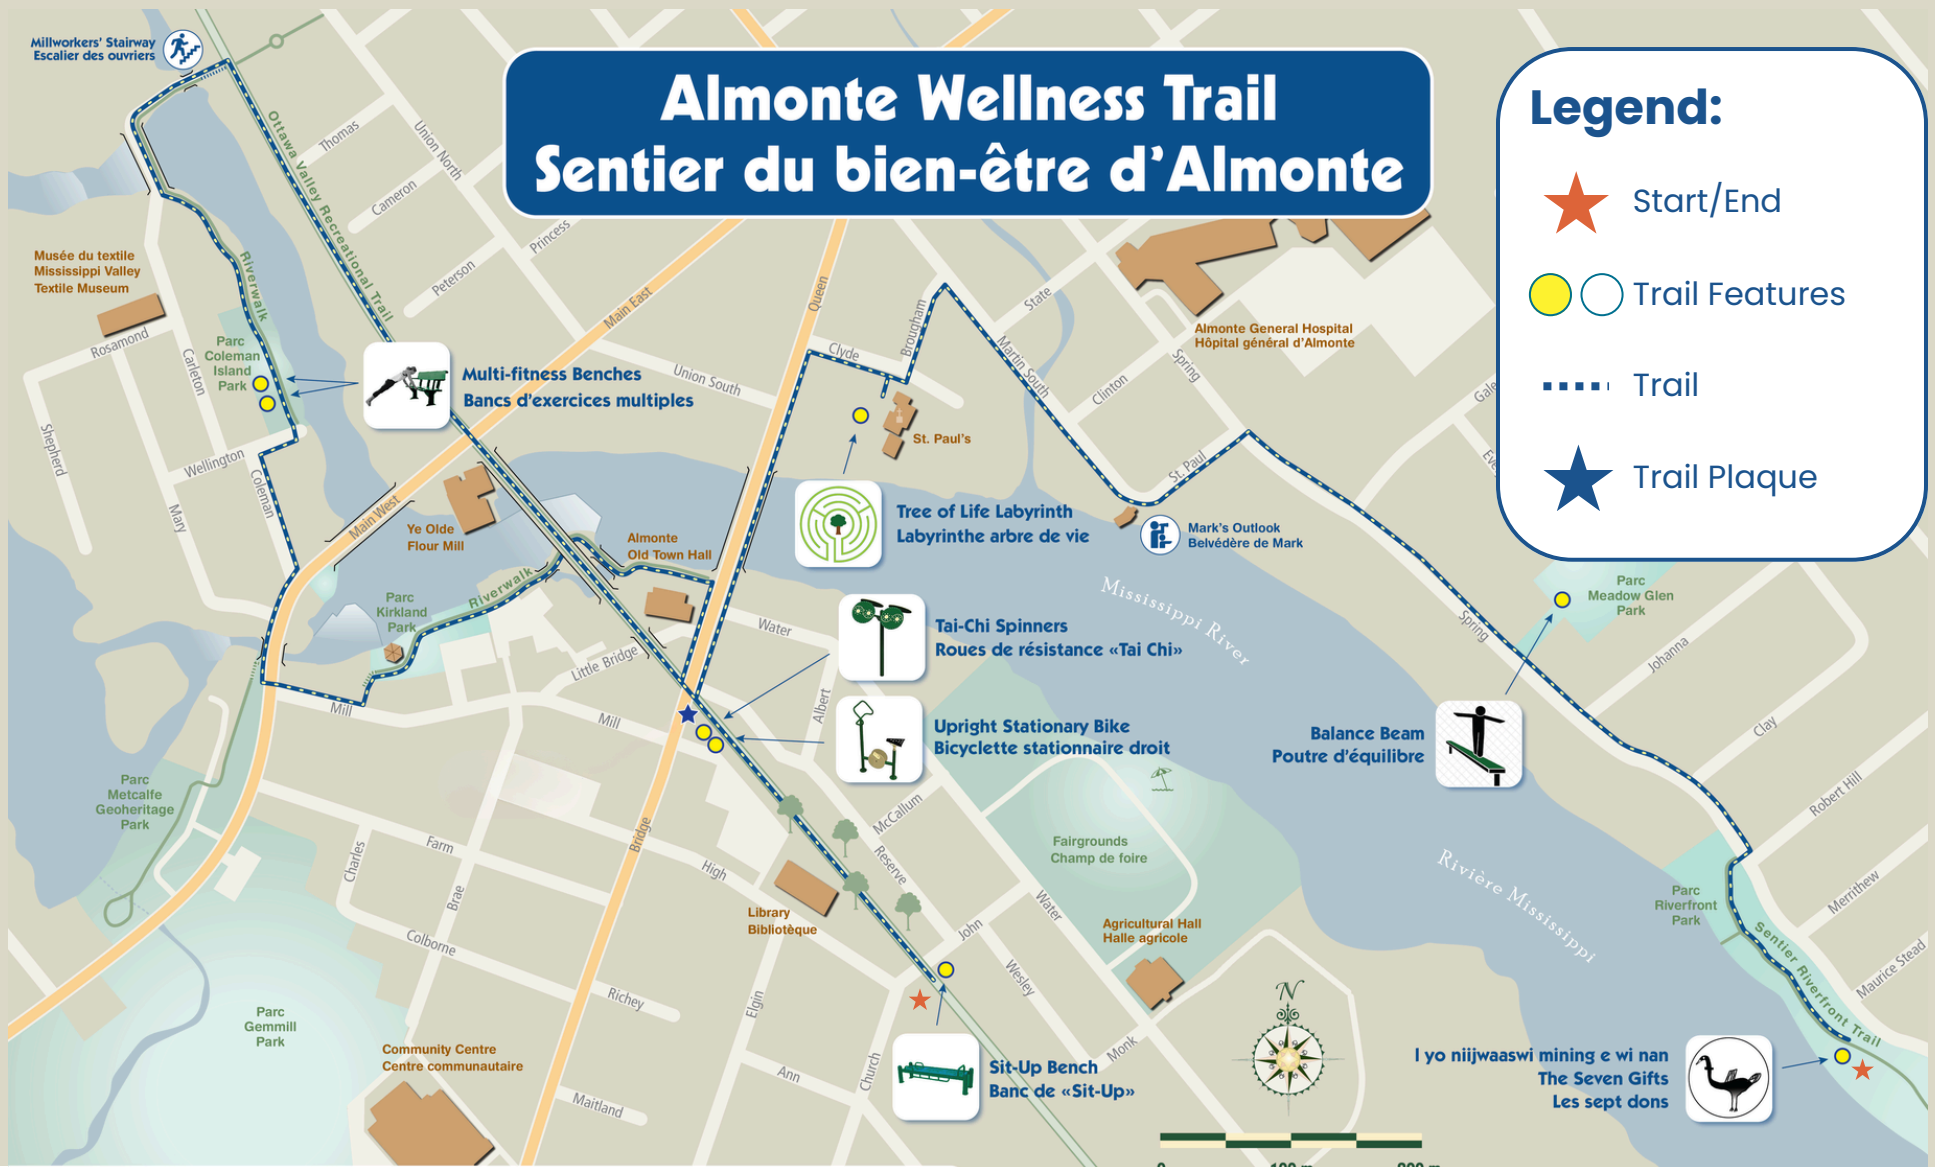 Millworkers' Stairway
Escalier des ouvriers
Almonte Wellness Trail
Sentier du bien-être d'Almonte
Legend:
Start/End
Trail Features
Trail
Trail Plaque
Ottawa Valley Recreational Trail
Thomas
Union North
Cameron
Princess
Peterson
Main East
Queen
Musée du textile
Mississippi Valley
Textile Museum
Riverwalk
Rosamond
Carleton
Parc
Coleman
Island
Park
Multi-fitness Benches
Bancs d'exercices multiples
Union South
Clyde
Brougham
State
Martin South
Clinton
Spring
Almonte General Hospital
Hôpital général d'Almonte
Gale
Eve
Shepherd
Wellington
Coleman
Mary
Main West
Ye Olde
Flour Mill
Almonte
Old Town Hall
St. Paul's
Tree of Life Labyrinth
Labyrinthe arbre de vie
St. Paul
Mark's Outlook
Belvédère de Mark
Mississippi River
Parc
Meadow Glen
Park
Spring
Johanna
Parc
Kirkland
Park
Riverwalk
Little Bridge
Water
Tai-Chi Spinners
Roues de résistance «Tai Chi»
Mill
Mill
Albert
Upright Stationary Bike
Bicyclette stationnaire droit
Balance Beam
Poutre d'équilibre
Clay
Robert Hill
Parc
Metcalfe
Geoheritage
Park
Farm
Charles
Brae
Bridge
High
McCallum
Reserve
Fairgrounds
Champ de foire
Rivière Mississippi
Merrithew
Parc
Riverfront
Park
Sentier Riverfront Trail
Maurice Stead
Library
Bibliotèque
Colborne
John
Water
Agricultural Hall
Halle agricole
Wesley
Richey
Elgin
N
Parc
Gemmill
Park
Community Centre
Centre communautaire
Ann
Church
Monk
Maitland
Sit-Up Bench
Banc de «Sit-Up»
I yo niijwaaswi mining e wi nan
The Seven Gifts
Les sept dons